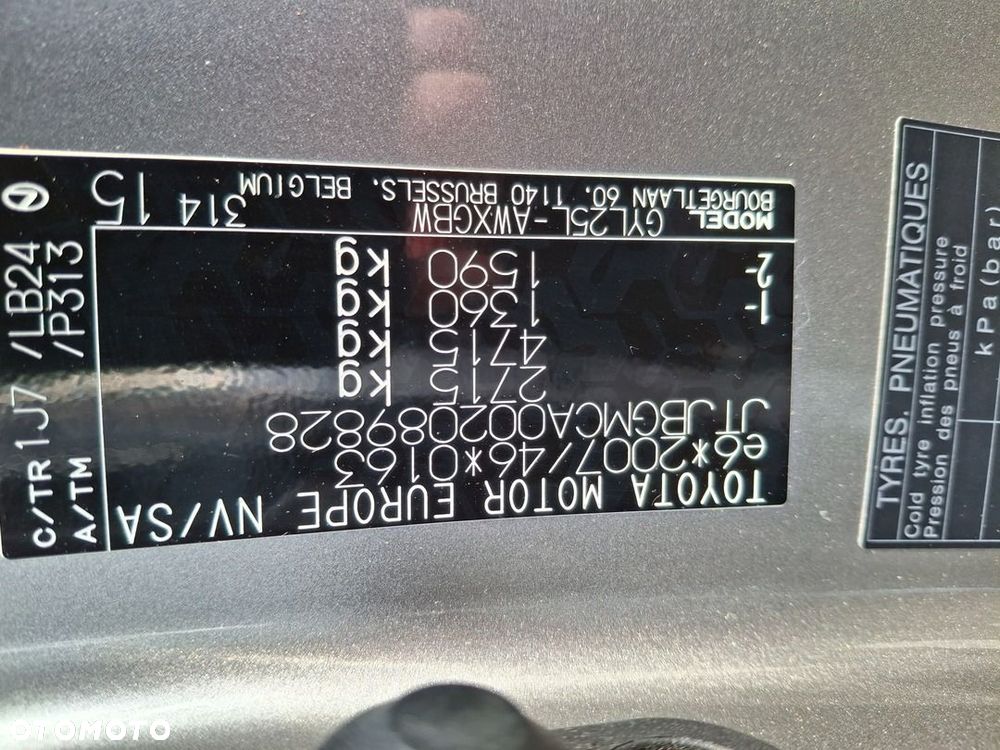 TOYOTA MOTOR EUROPE NV/SA
e6*2007/46*0163
JTJBGMCA002089828
2715 kg
4715 kg
1- 1360 kg
2- 1590 kg
MODEL GYL25L-AWXGBW 314 15
BOURGETLAAN 60, 1140 BRUSSELS. BELGIUM
C/TR 1J7 /LB24
A/TM /P313
TYRES. PNEUMATIQUES
Cold tyre inflation pressure
Pression des pneus à froid
kPa(bar)
OTOMOTO